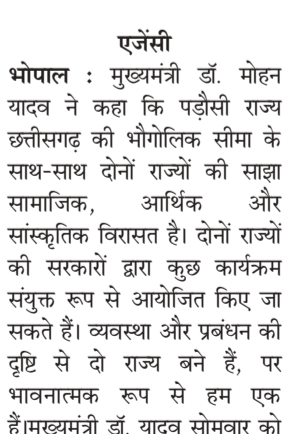 एजेंसी
भोपाल : मुख्यमंत्री डॉ. मोहन
यादव ने कहा कि पड़ौसी राज्य
छत्तीसगढ़ की भौगोलिक सीमा के
साथ-साथ दोनों राज्यों की साझा
सामाजिक, आर्थिक और
सांस्कृतिक विरासत है। दोनों राज्यों
की सरकारों द्वारा कुछ कार्यक्रम
संयुक्त रूप से आयोजित किए जा
सकते हैं। व्यवस्था और प्रबंधन की
दृष्टि से दो राज्य बने हैं, पर
भावनात्मक रूप से हम एक
हैं।मुख्यमंत्री डॉ. यादव सोमवार को